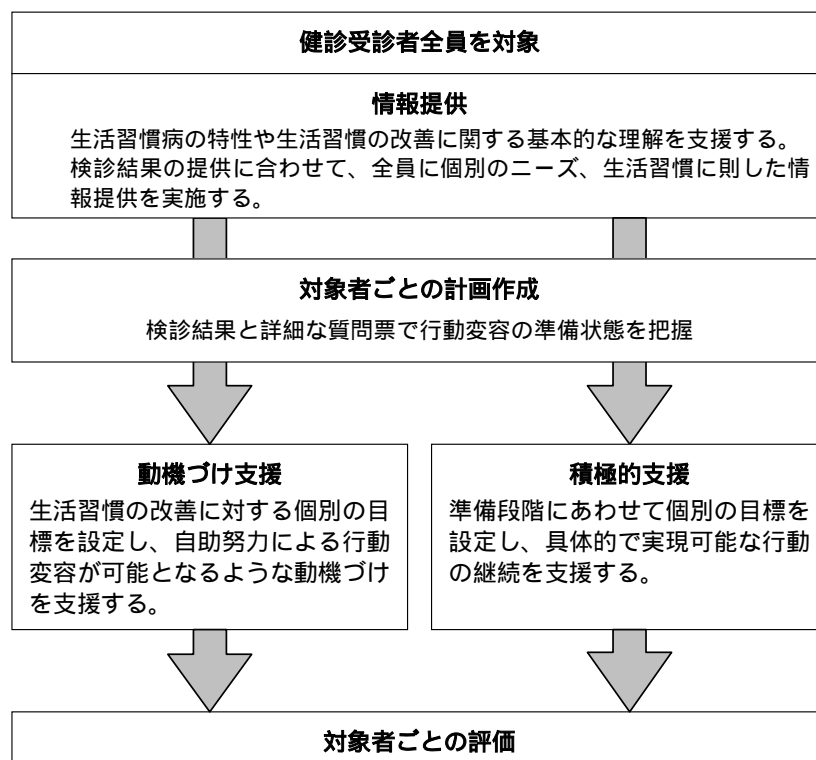 健診受診者全員を対象
情報提供
生活習慣病の特性や生活習慣の改善に関する基本的な理解を支援する。
検診結果の提供に合わせて、全員に個別のニーズ、生活習慣に則した情
報提供を実施する。
対象者ごとの計画作成
検診結果と詳細な質問票で行動変容の準備状態を把握
動機づけ支援
生活習慣の改善に対する個別の目
標を設定し、自助努力による行動
変容が可能となるような動機づけ
を支援する。
積極的支援
準備段階にあわせて個別の目標を
設定し、具体的で実現可能な行動
の継続を支援する。
対象者ごとの評価